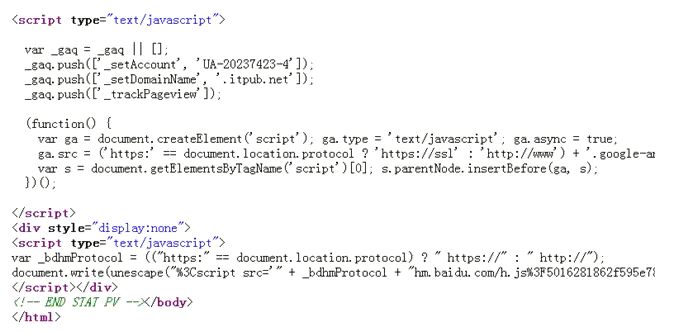 <script type="text/javascript">
var _gaq = _gaq || [];
_gaq.push(['_setAccount', 'UA-20237423-4']);
_gaq.push(['_setDomainName', '.itpub.net']);
_gaq.push(['_trackPageview']);
(function() {
var ga = document.createElement('script'); ga.type = 'text/javascript'; ga.async = true;
ga.src = ('https:' == document.location.protocol ? 'https://ssl' : 'http://www') + '.google-an
var s = document.getElementsByTagName('script')[0]; s.parentNode.insertBefore(ga, s);
})();
</script>
<div style="display:none">
<script type="text/javascript">
var _bdhmProtocol = (("https:" == document.location.protocol) ? " https://" : " http://");
document.write(unescape("%3Cscript src='" + _bdhmProtocol + "hm.baidu.com/h.js%3F5016281862f595e78
</script></div>
<!-- END STAT PV --></body>
</html>